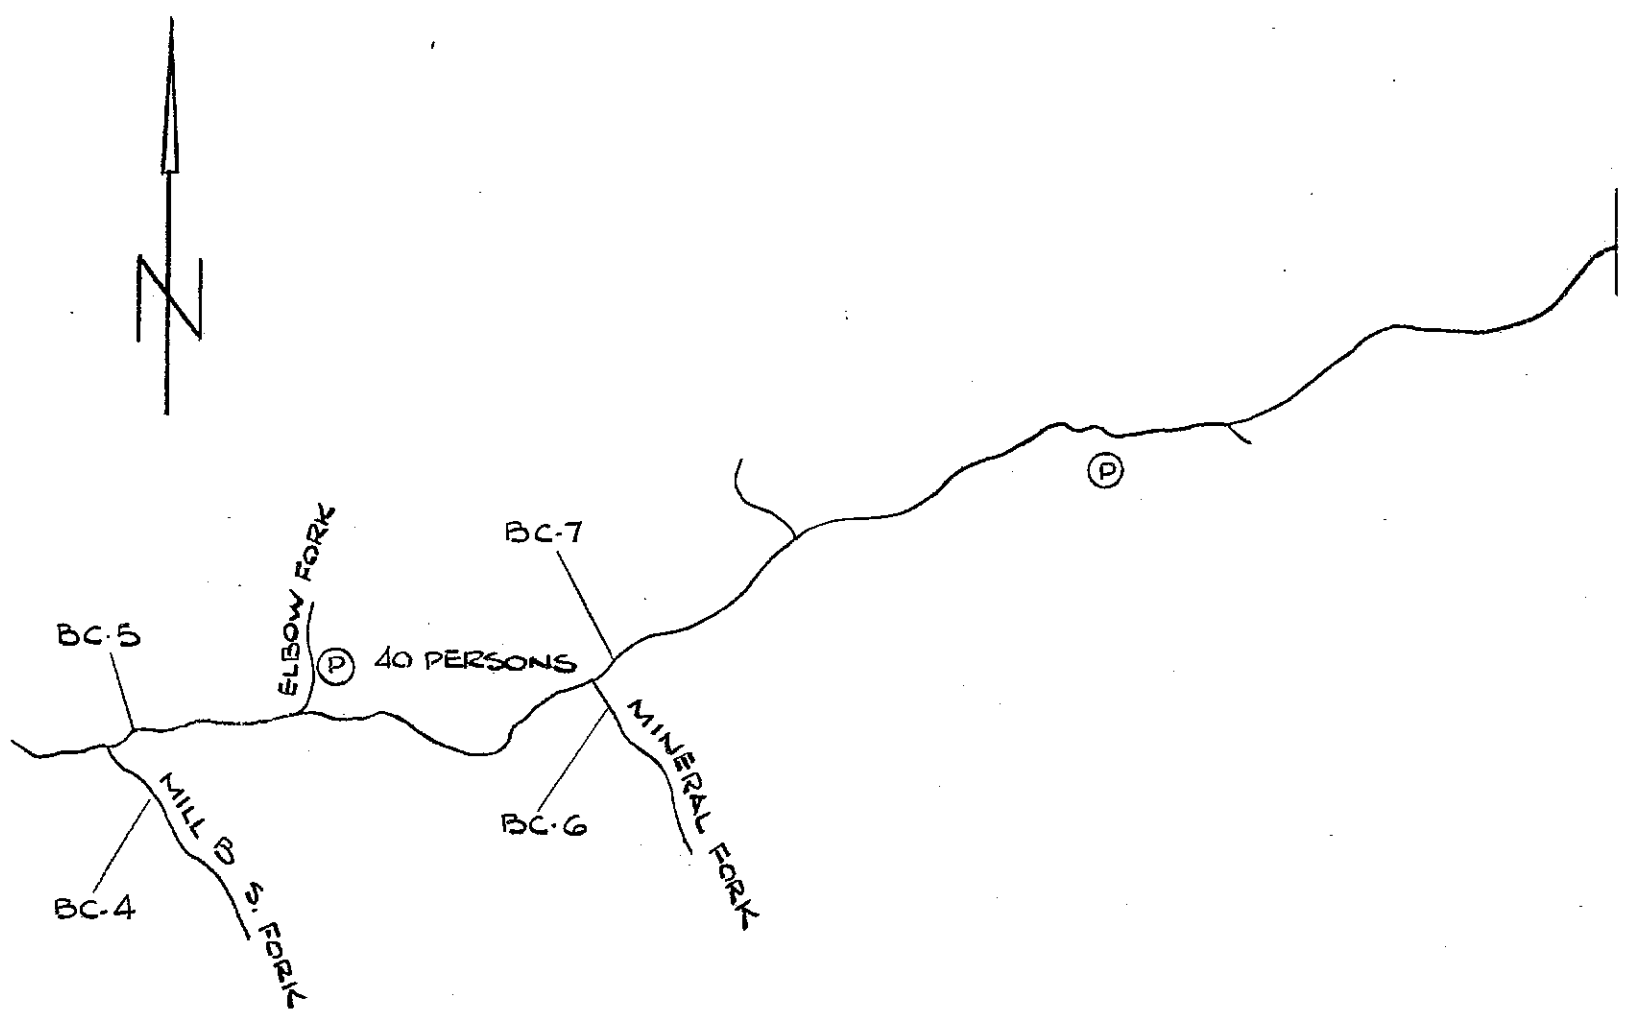 N
P
BC-7
ELBOW FORK
BC-5
P 40 PERSONS
MINERAL FORK
BC-6
MILL B S. FORK
BC-4